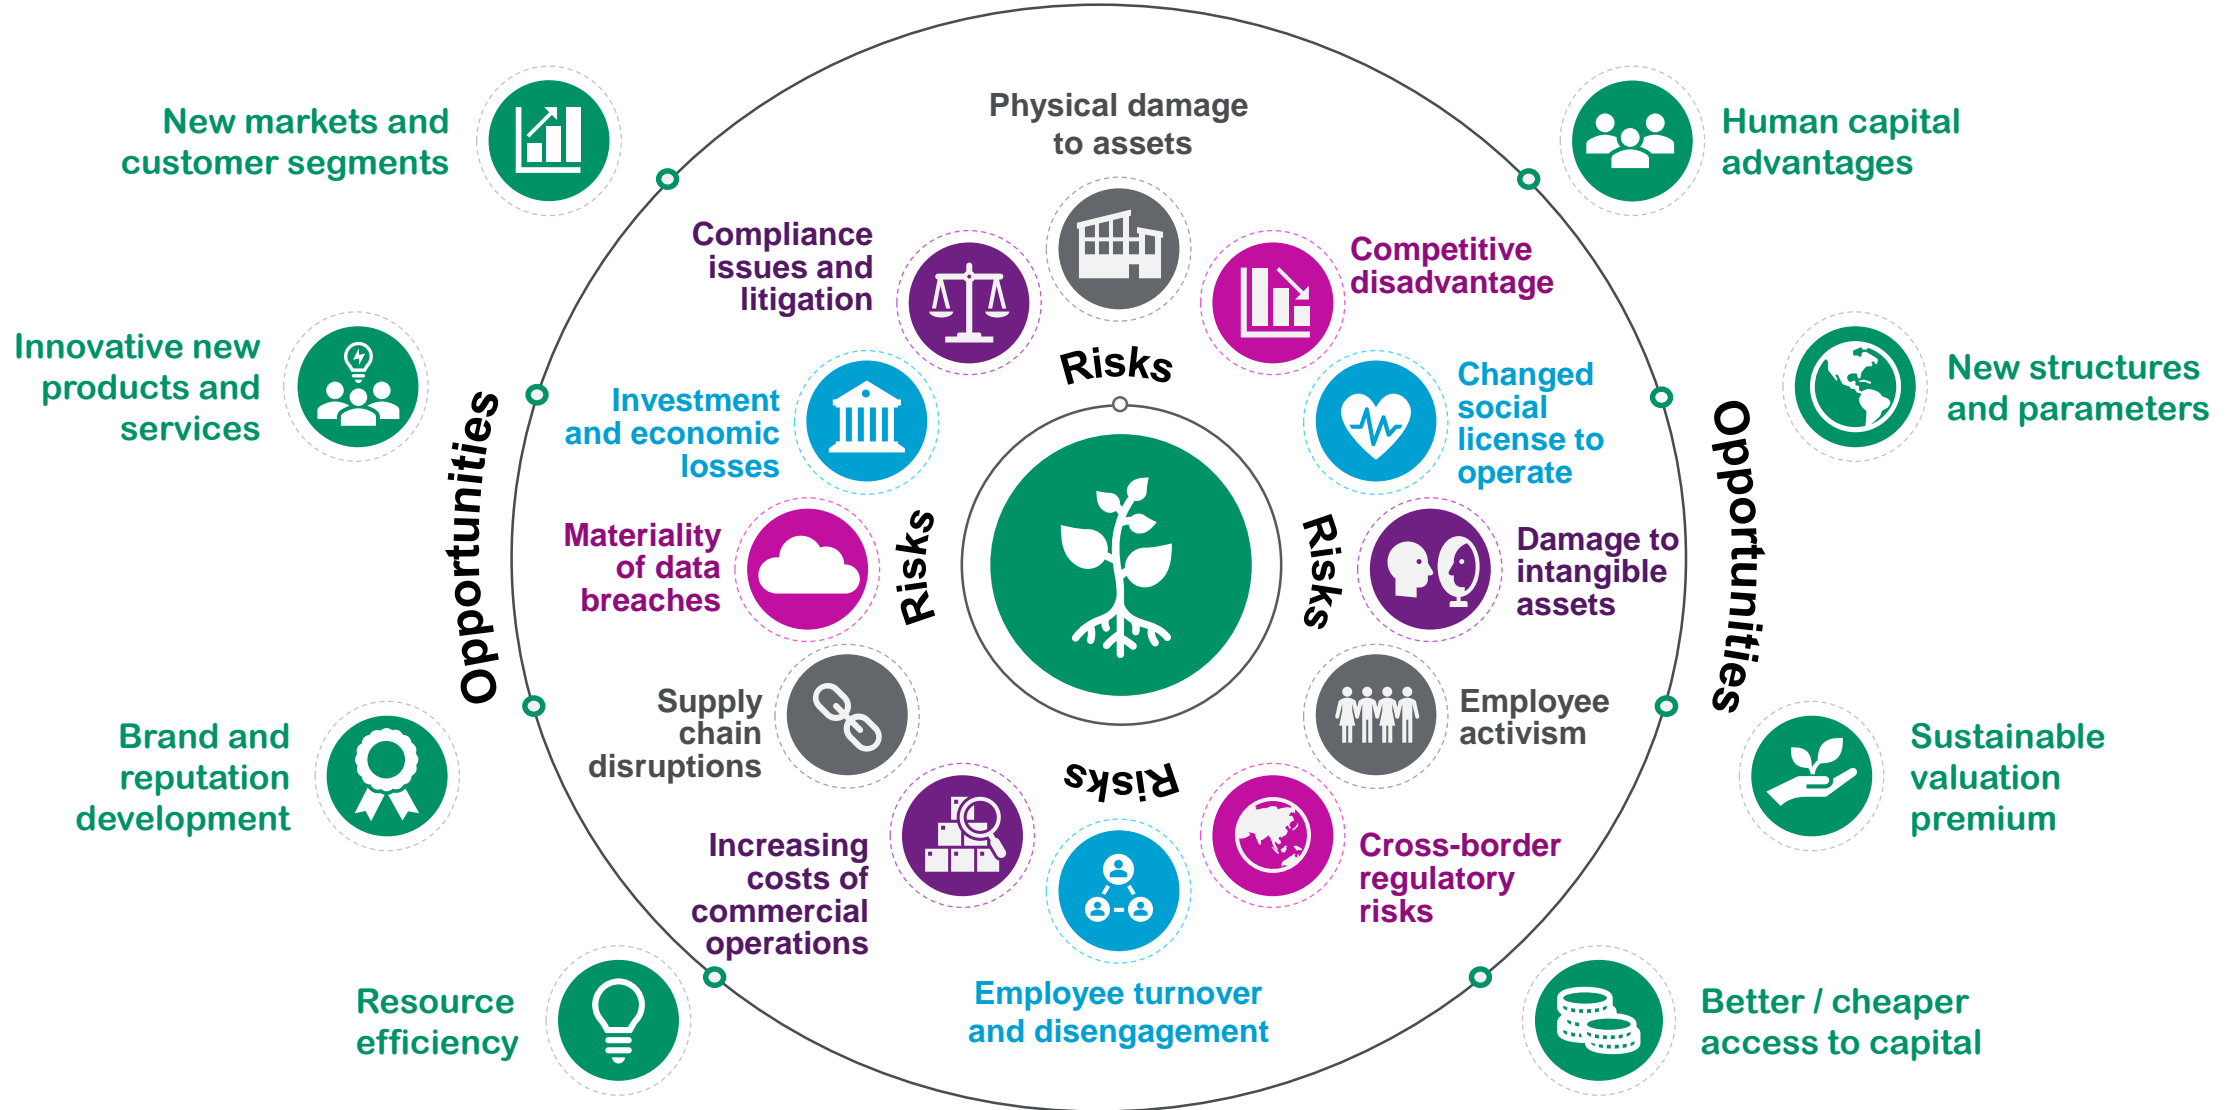 Physical damage
to assets
New markets and
customer segments
Human capital
advantages
Compliance
issues and
litigation
Competitive
disadvantage
Innovative new
products and
services
Risks
New structures
and parameters
Investment
and economic
losses
Changed
social
license to
operate
Opportunities
Opportunities
Materiality
of data
breaches
Risks
Risks
Damage to
intangible
assets
Supply
chain
disruptions
Employee
activism
Brand and
reputation
development
Risks
Sustainable
valuation
premium
Increasing
costs of
commercial
operations
Cross-border
regulatory
risks
Resource
efficiency
Employee turnover
and disengagement
Better / cheaper
access to capital